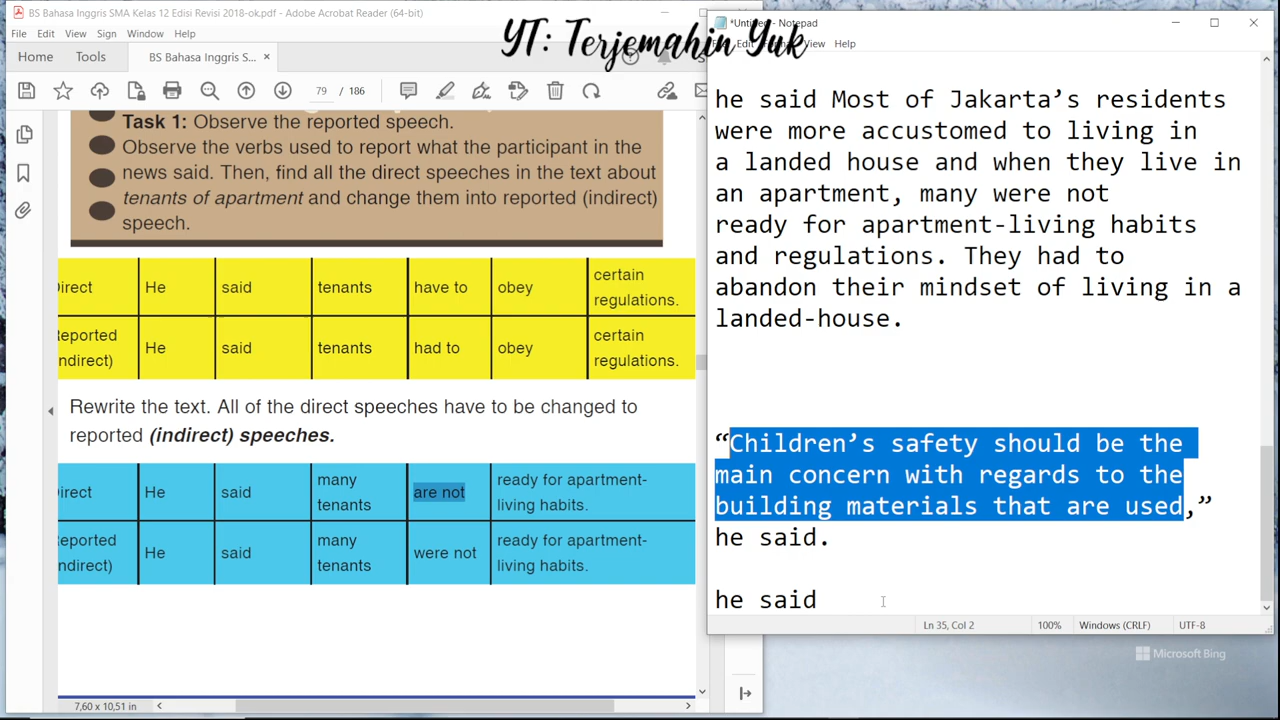 BS Bahasa Inggris SMA Kelas 12 Edisi Revisi 2018-ok.pdf - Adobe Acrobat Reader (64-bit)
File Edit View Sign Window Help
YT: Terjemahin Yuk
Home Tools BS Bahasa Inggris S... ×
79 / 186
Task 1: Observe the reported speech.
Observe the verbs used to report what the participant in the
news said. Then, find all the direct speeches in the text about
tenants of apartment and change them into reported (indirect)
speech.
Direct He said tenants have to obey certain regulations.
Reported (Indirect) He said tenants had to obey certain regulations.
Rewrite the text. All of the direct speeches have to be changed to
reported (indirect) speeches.
Direct He said many tenants are not ready for apartment-living habits.
Reported (Indirect) He said many tenants were not ready for apartment-living habits.
7,60 x 10,51 in
*Untitled - Notepad
Edit View Help
he said Most of Jakarta’s residents
were more accustomed to living in
a landed house and when they live in
an apartment, many were not
ready for apartment-living habits
and regulations. They had to
abandon their mindset of living in a
landed-house.
“Children’s safety should be the
main concern with regards to the
building materials that are used,”
he said.
he said
Ln 35, Col 2 100% Windows (CRLF) UTF-8
Microsoft Bing